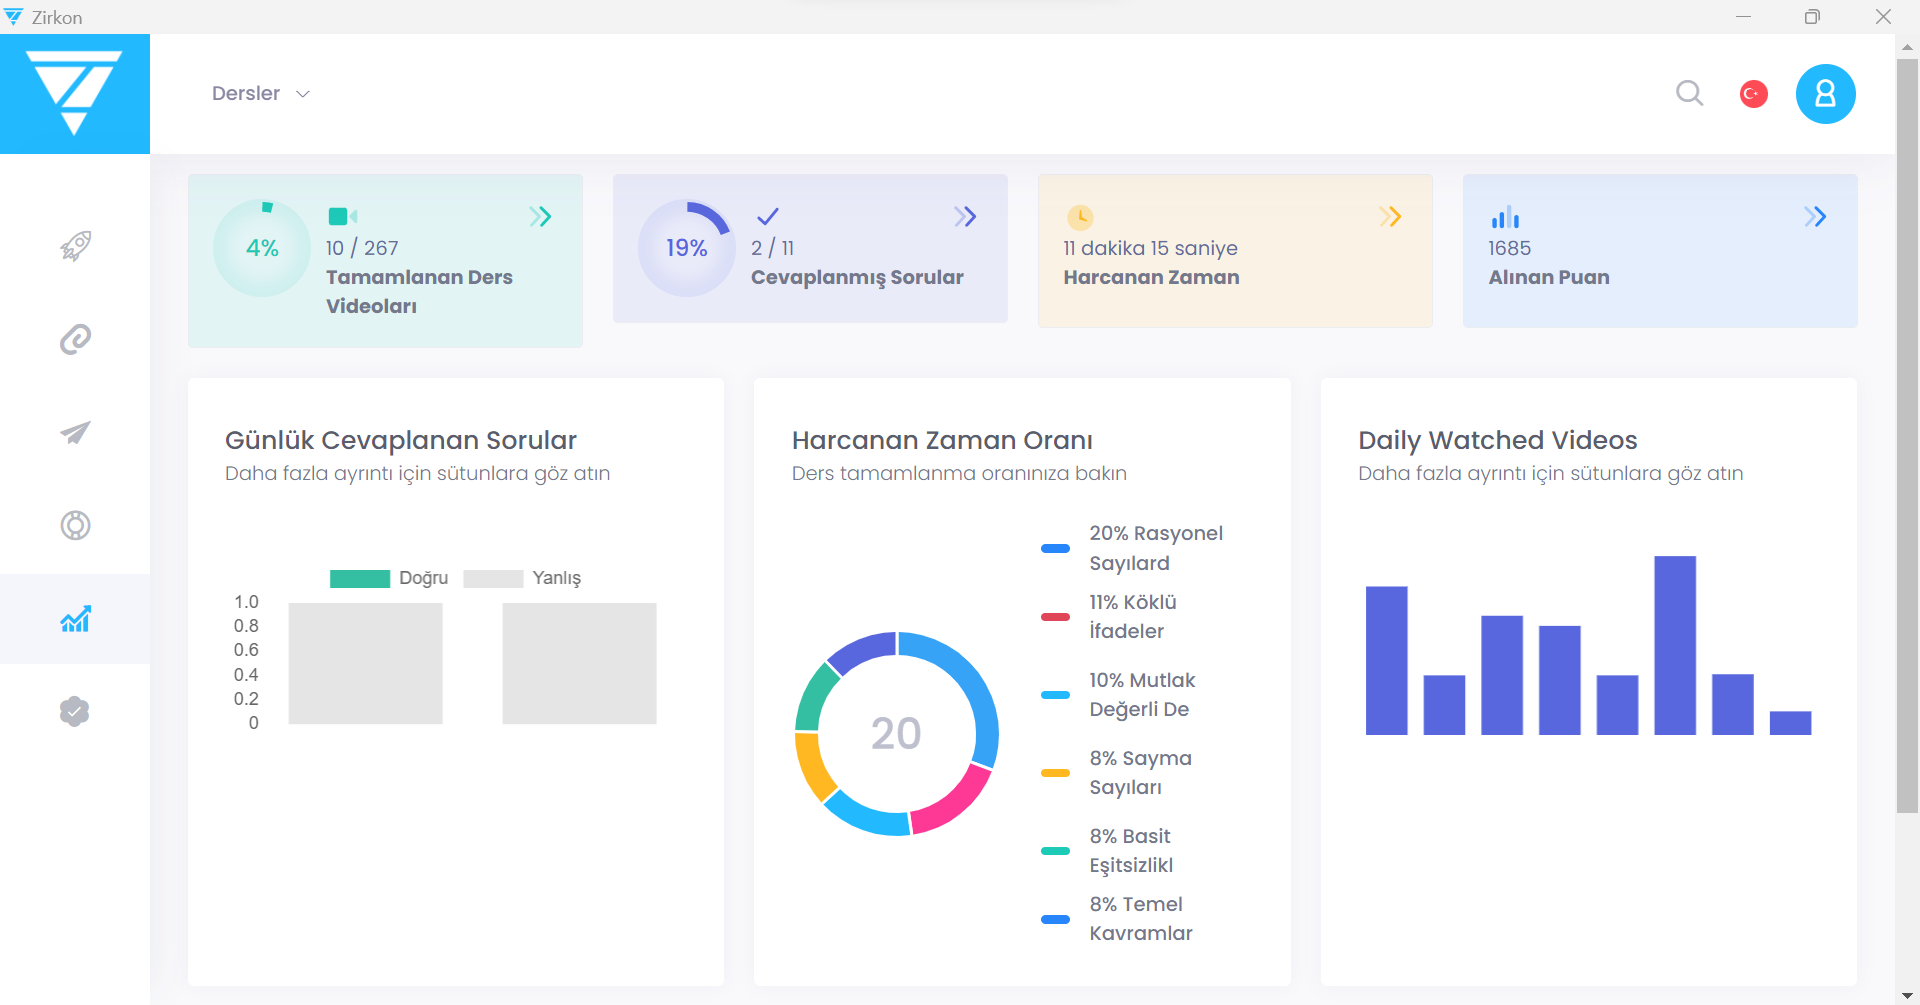 Zirkon
Dersler
4%
10 / 267
Tamamlanan Ders
Videoları
19%
2 / 11
Cevaplanmış Sorular
11 dakika 15 saniye
Harcanan Zaman
1685
Alınan Puan
Günlük Cevaplanan Sorular
Daha fazla ayrıntı için sütunlara göz atın
Doğru
Yanlış
1.0
0.8
0.6
0.4
0.2
0
Harcanan Zaman Oranı
Ders tamamlanma oranınıza bakın
20
20% Rasyonel
Sayılard
11% Köklü
İfadeler
10% Mutlak
Değerli De
8% Sayma
Sayıları
8% Basit
Eşitsizlikl
8% Temel
Kavramlar
Daily Watched Videos
Daha fazla ayrıntı için sütunlara göz atın